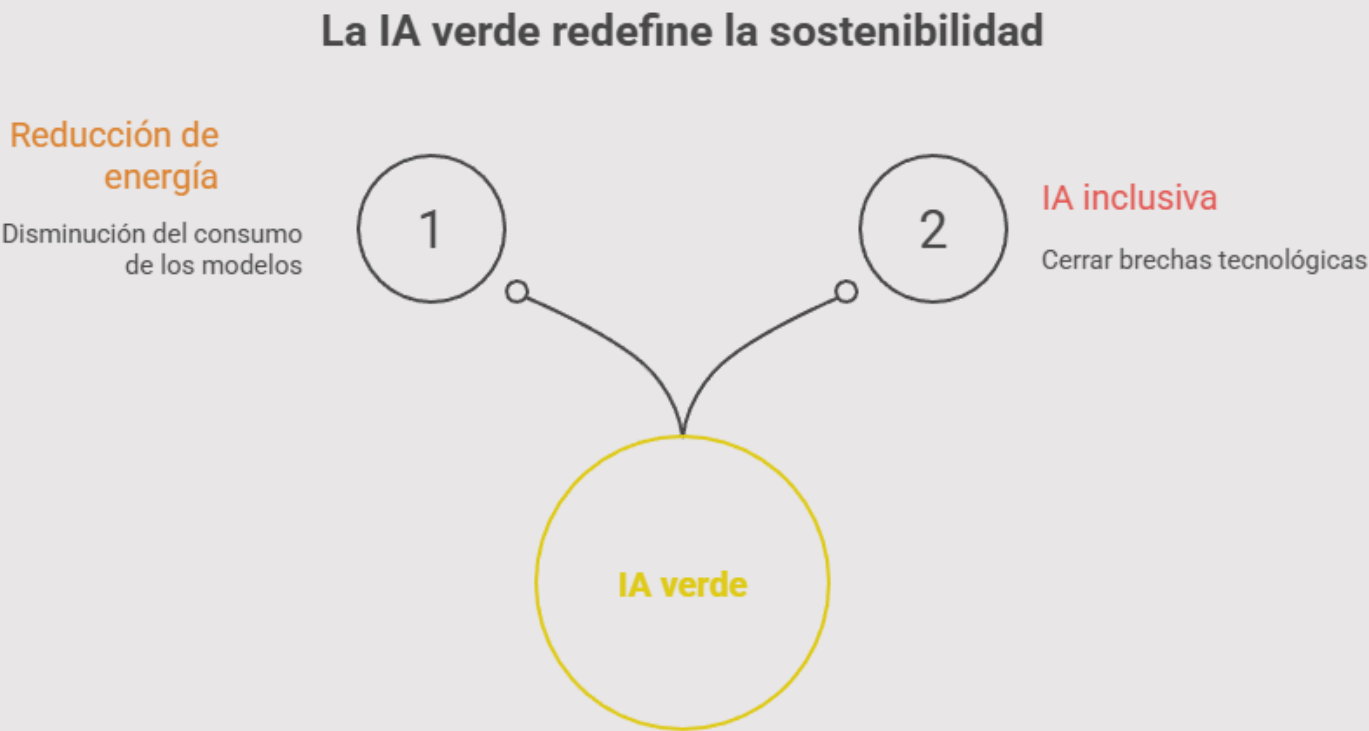 La IA verde redefine la sostenibilidad
Reducción de
energía
Disminución del consumo
de los modelos
1
2
IA inclusiva
Cerrar brechas tecnológicas
IA verde